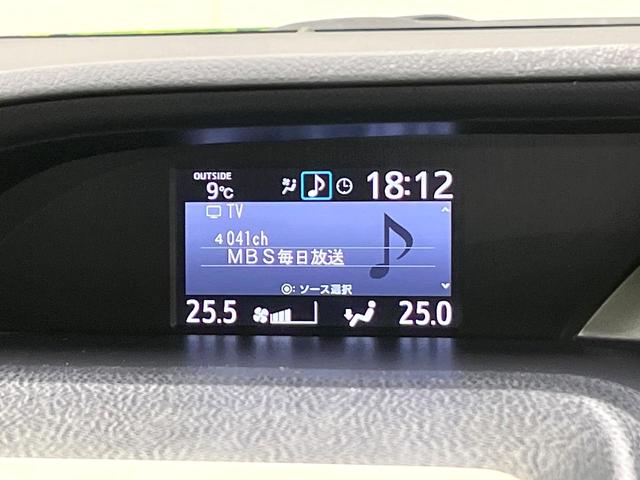 OUTSIDE
9℃
18:12
TV
4 041ch
MBS毎日放送
◉: ソース選択
25.5
25.0